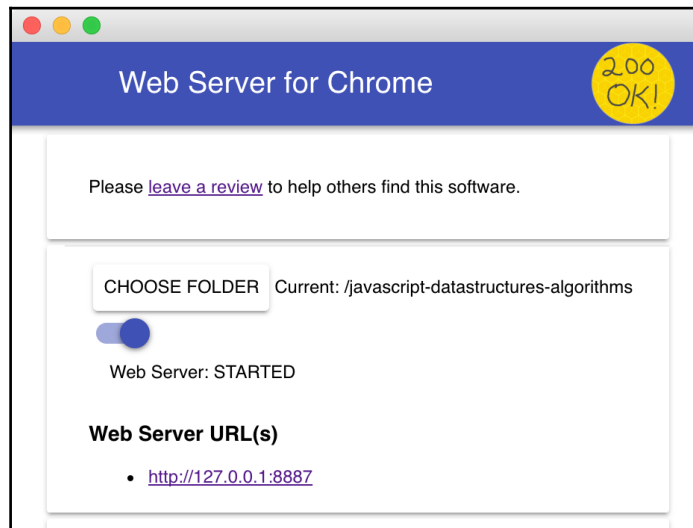 Web Server for Chrome
200
OK!
Please leave a review to help others find this software.
CHOOSE FOLDER Current: /javascript-datastructures-algorithms
Web Server: STARTED
Web Server URL(s)
• http://127.0.0.1:8887